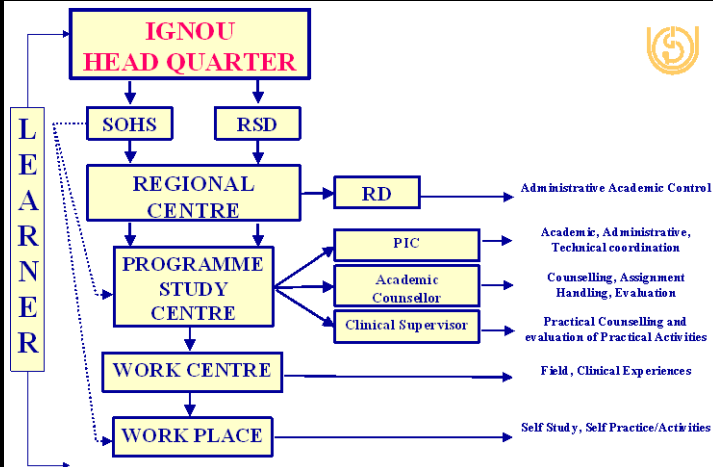 IGNOU
HEAD QUARTER
SOHS
RSD
L
E
A
R
N
E
R
REGIONAL
CENTRE
RD
Administrative Academic Control
PROGRAMME
STUDY
CENTRE
PIC
Academic, Administrative,
Technical coordination
Academic
Counsellor
Counselling, Assignment
Handling, Evaluation
Clinical Supervisor
Practical Counselling and
evaluation of Practical Activities
WORK CENTRE
Field, Clinical Experiences
WORK PLACE
Self Study, Self Practice/Activities